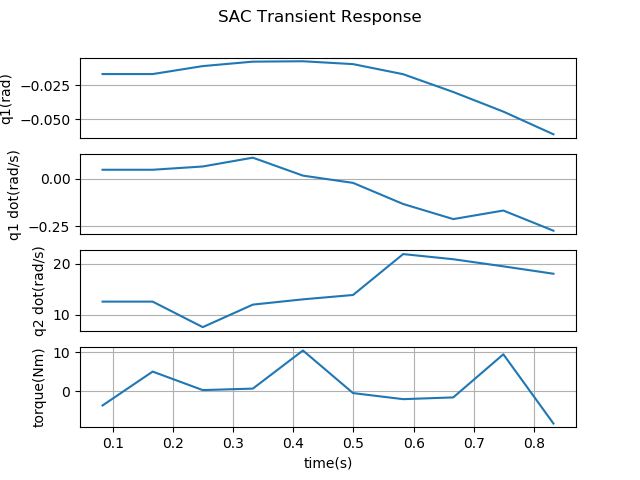 SAC Transient Response
q1(rad)
−0.025
−0.050
q1 dot(rad/s)
0.00
−0.25
q2 dot(rad/s)
20
10
torque(Nm)
10
0
0.1 0.2 0.3 0.4 0.5 0.6 0.7 0.8
time(s)